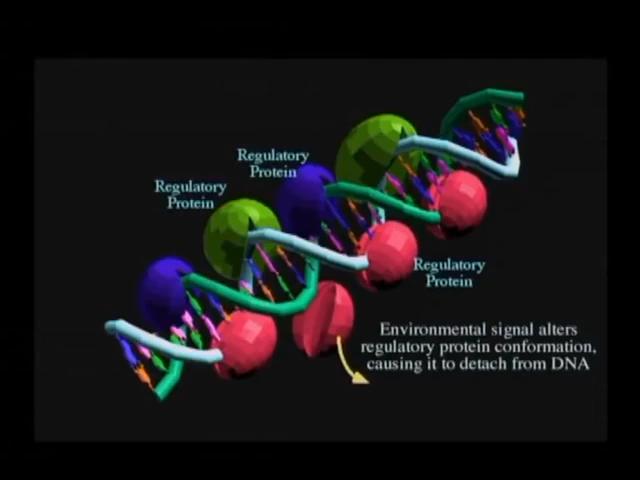 Regulatory
Protein
Regulatory
Protein
Regulatory
Protein
Environmental signal alters
regulatory protein conformation,
causing it to detach from DNA